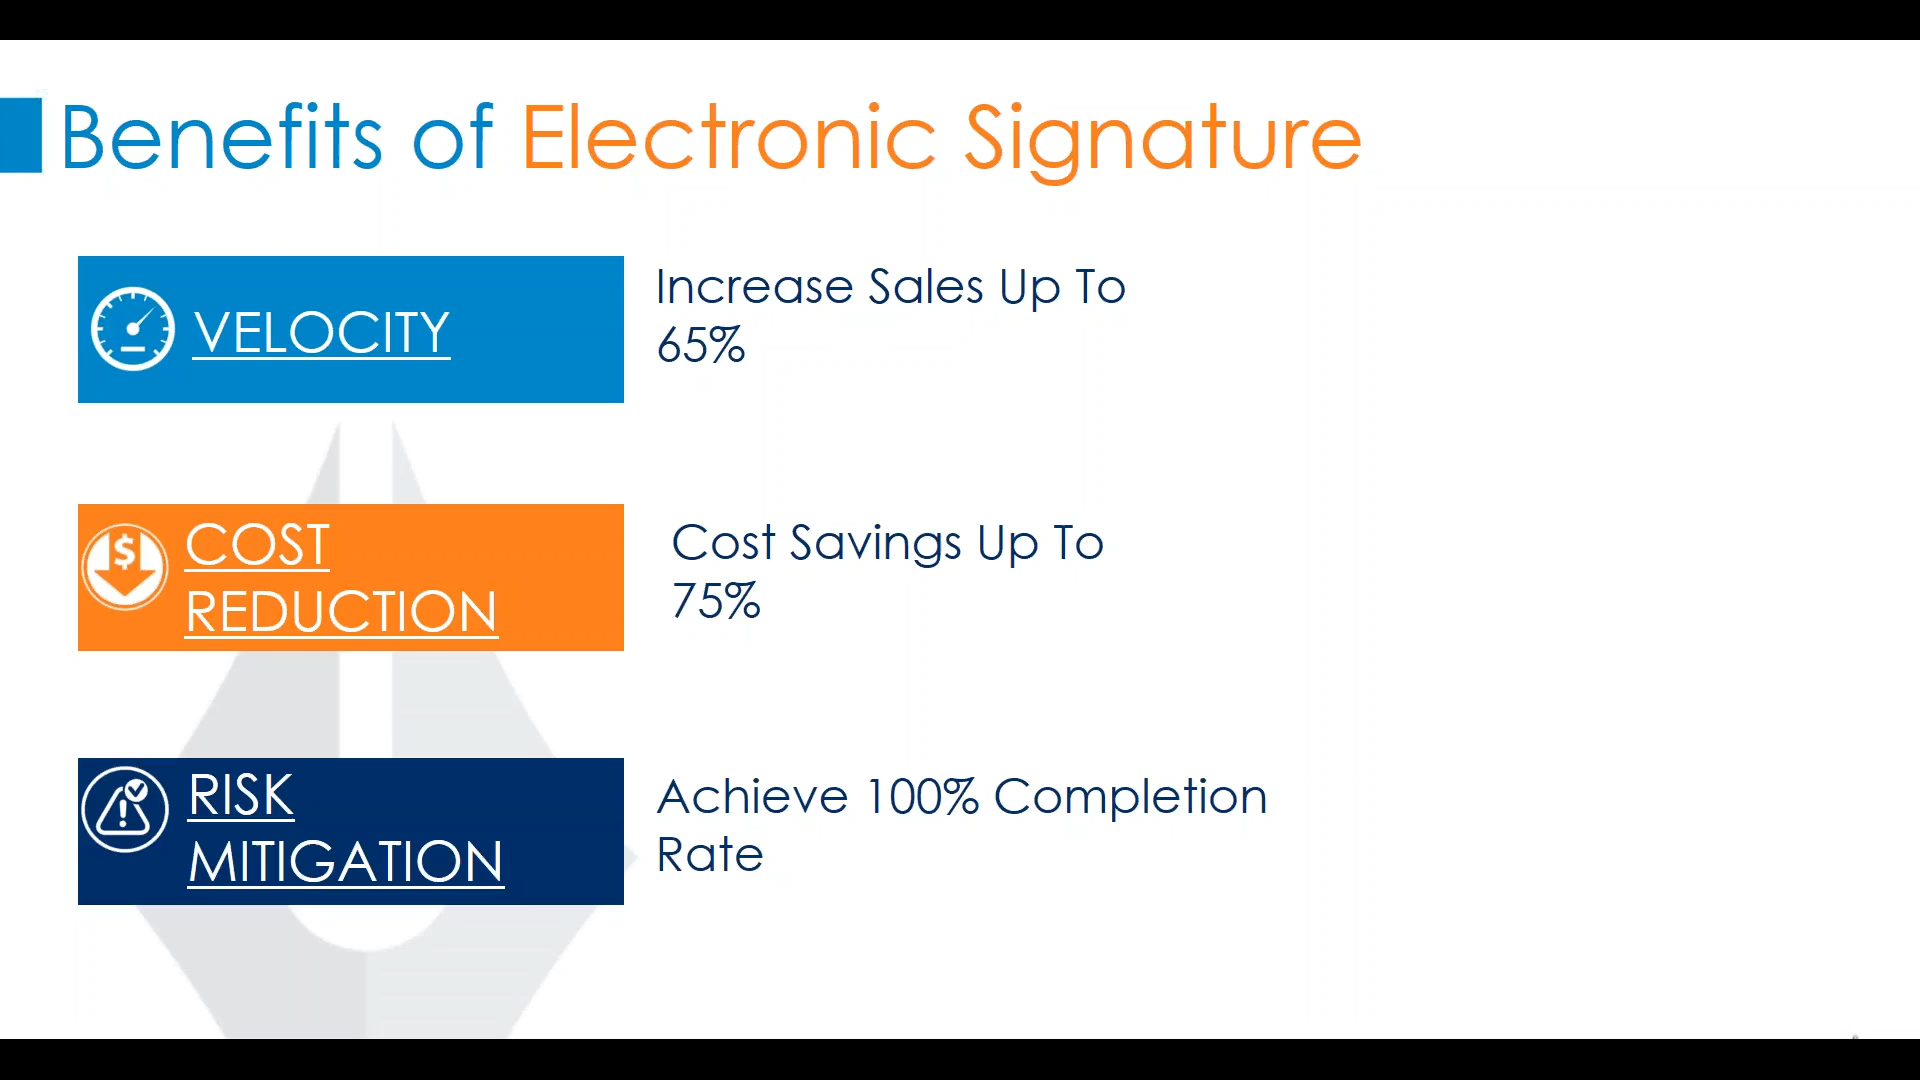 Benefits of Electronic Signature
VELOCITY
Increase Sales Up To
65%
COST
REDUCTION
Cost Savings Up To
75%
RISK
MITIGATION
Achieve 100% Completion
Rate